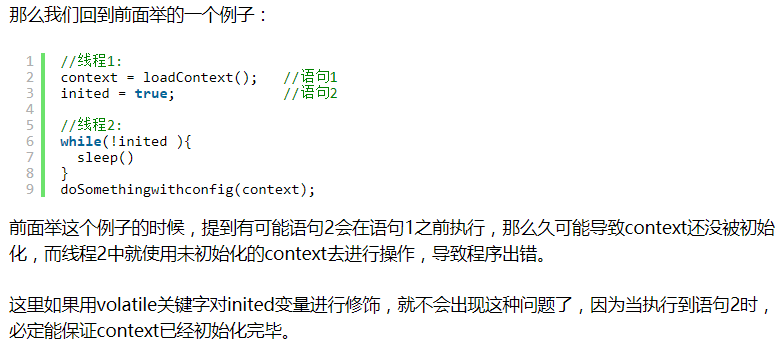 那么我们回到前面举的一个例子：
1 //线程1:
2 context = loadContext();   //语句1
3 inited = true;             //语句2
4
5 //线程2:
6 while(!inited ){
7   sleep()
8 }
9 doSomethingwithconfig(context);
前面举这个例子的时候，提到有可能语句2会在语句1之前执行，那么久可能导致context还没被初始
化，而线程2中就使用未初始化的context去进行操作，导致程序出错。
这里如果用volatile关键字对inited变量进行修饰，就不会出现这种问题了，因为当执行到语句2时，
必定能保证context已经初始化完毕。